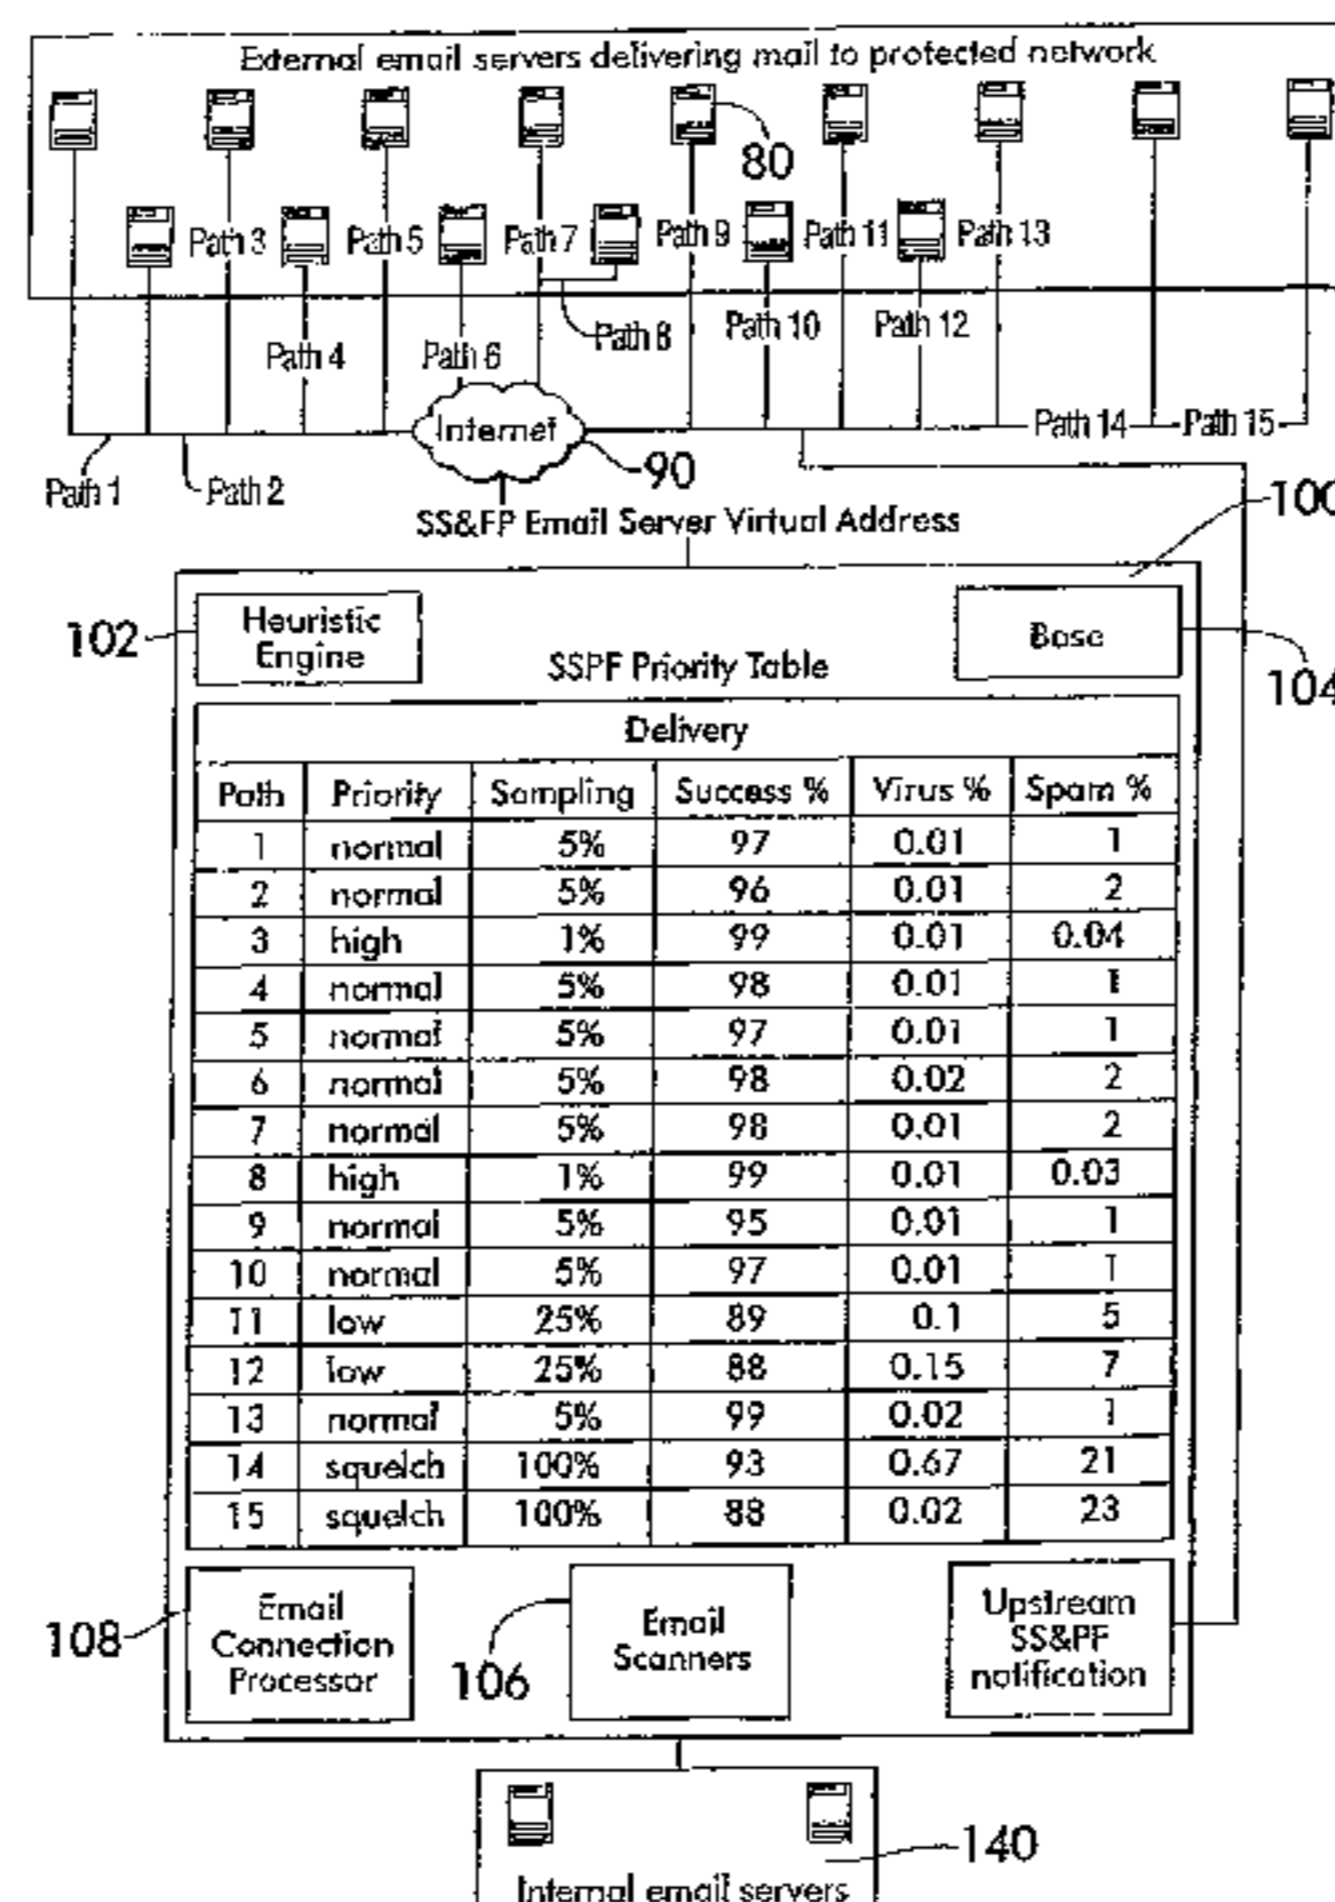 External email servers delivering mail to protected network
80
Path 3 Path 5 Path 7 Path 9 Path 11 Path 13
Path 8 Path 10 Path 12
Path 4 Path 6
Internet
Path 14 Path 15
90
Path 1 Path 2
100
SS&FP Email Server Virtual Address
102
Heuristic
Engine
SSPF Priority Table
Base
104
Delivery
Path Priority Sampling Success % Virus % Spam %
1 normal 5% 97 0.01 1
2 normal 5% 96 0.01 2
3 high 1% 99 0.01 0.04
4 normal 5% 98 0.01 1
5 normal 5% 97 0.01 1
6 normal 5% 98 0.02 2
7 normal 5% 98 0.01 2
8 high 1% 99 0.01 0.03
9 normal 5% 95 0.01 1
10 normal 5% 97 0.01 1
11 low 25% 89 0.1 5
12 low 25% 88 0.15 7
13 normal 5% 99 0.02 1
14 squelch 100% 93 0.67 21
15 squelch 100% 88 0.02 23
108
Email
Connection
Processor
106
Email
Scanners
Upstream
SS&PF
notification
140
Internal email servers